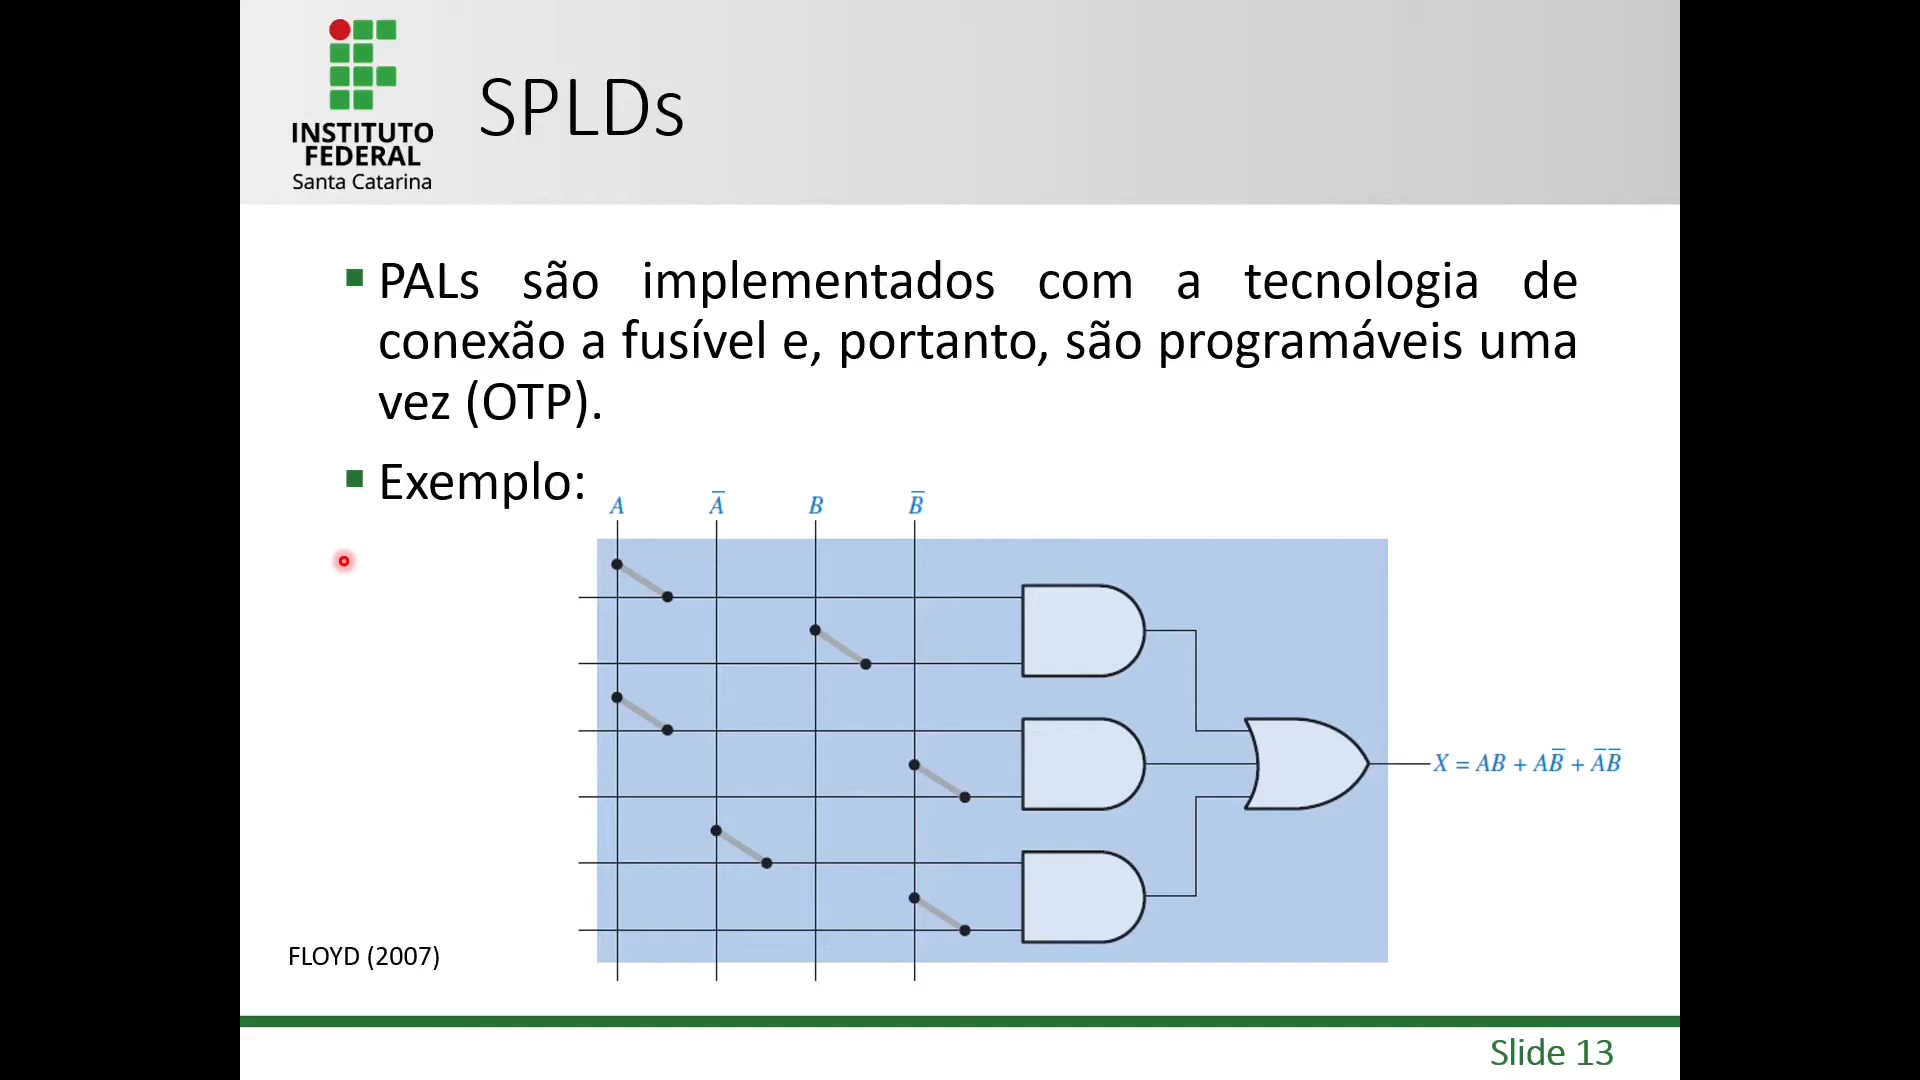 INSTITUTO
FEDERAL
Santa Catarina
SPLDs
PALs são implementados com a tecnologia de
conexão a fusível e, portanto, são programáveis uma
vez (OTP).
Exemplo:
A A̅ B B̅
X = AB + AB̅ + A̅B̅
FLOYD (2007)
Slide 13